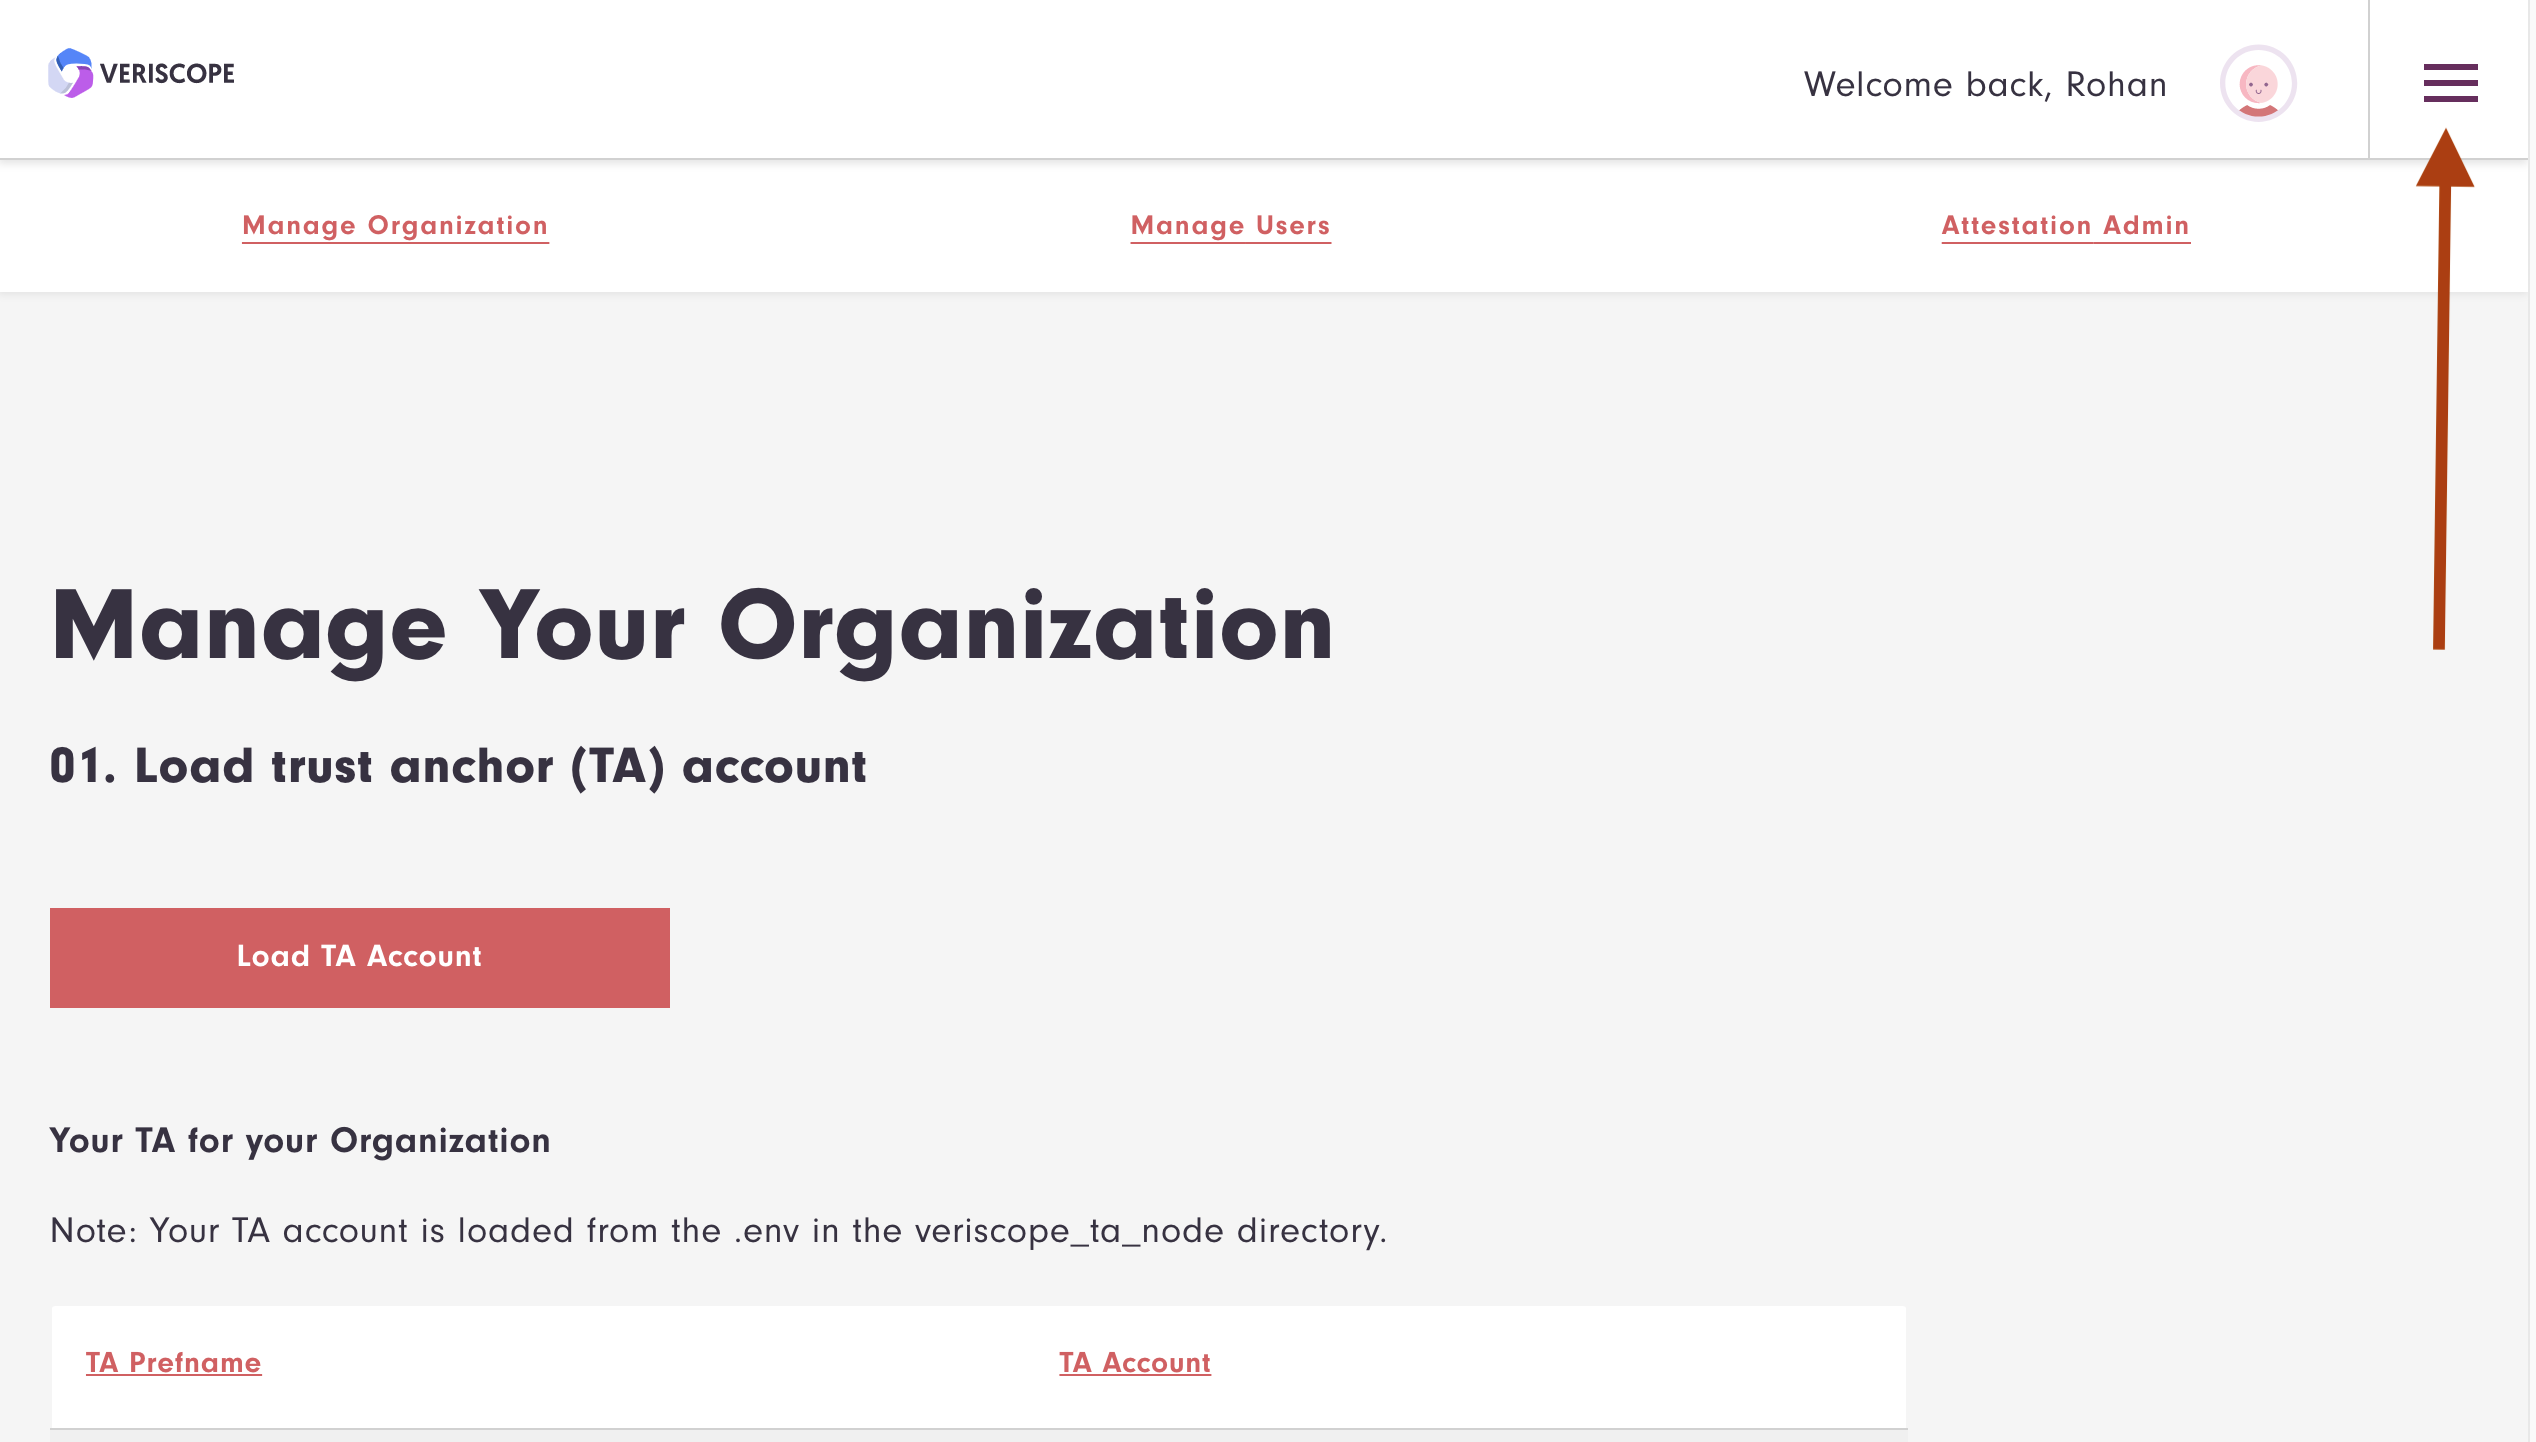 VERISCOPE
Welcome back, Rohan
Manage Organization
Manage Users
Attestation Admin
Manage Your Organization
01. Load trust anchor (TA) account
Load TA Account
Your TA for your Organization
Note: Your TA account is loaded from the .env in the veriscope_ta_node directory.
TA Prefname
TA Account